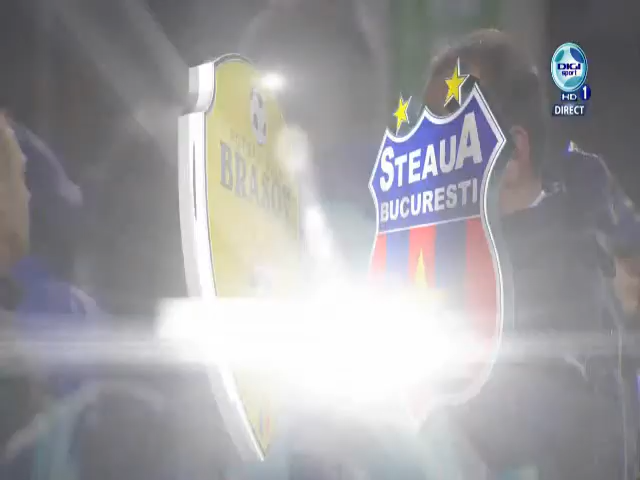 DIGI
sport
HD 1
DIRECT
STEAUA
BUCURESTI
BRAȘOV